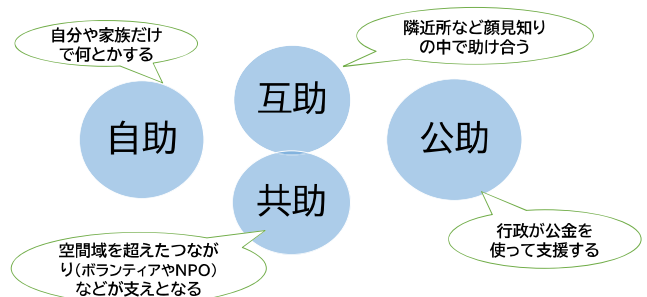 自分や家族だけ
で何とかする
隣近所など顔見知り
の中で助け合う
自助
互助
公助
共助
行政が公金を
使って支援する
空間域を超えたつなが
り(ボランティアやNPO)
などが支えとなる